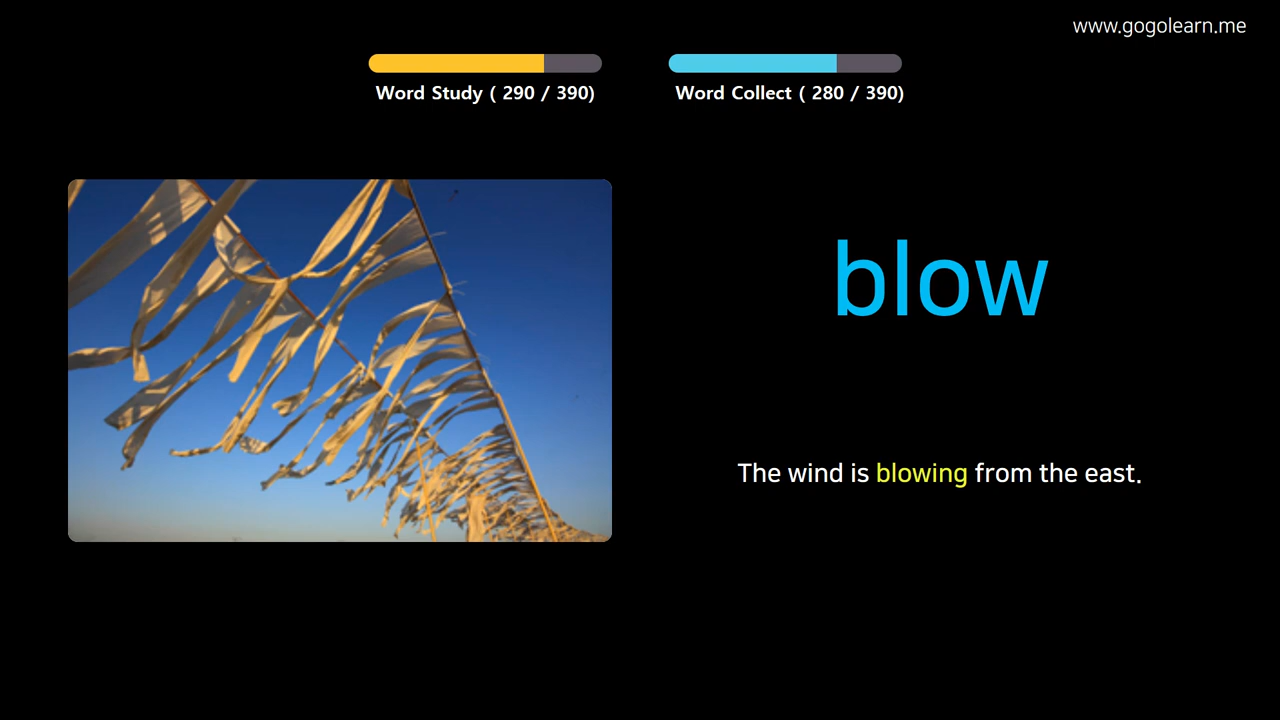 www.gogolearn.me
Word Study ( 290 / 390)
Word Collect ( 280 / 390)
blow
The wind is blowing from the east.